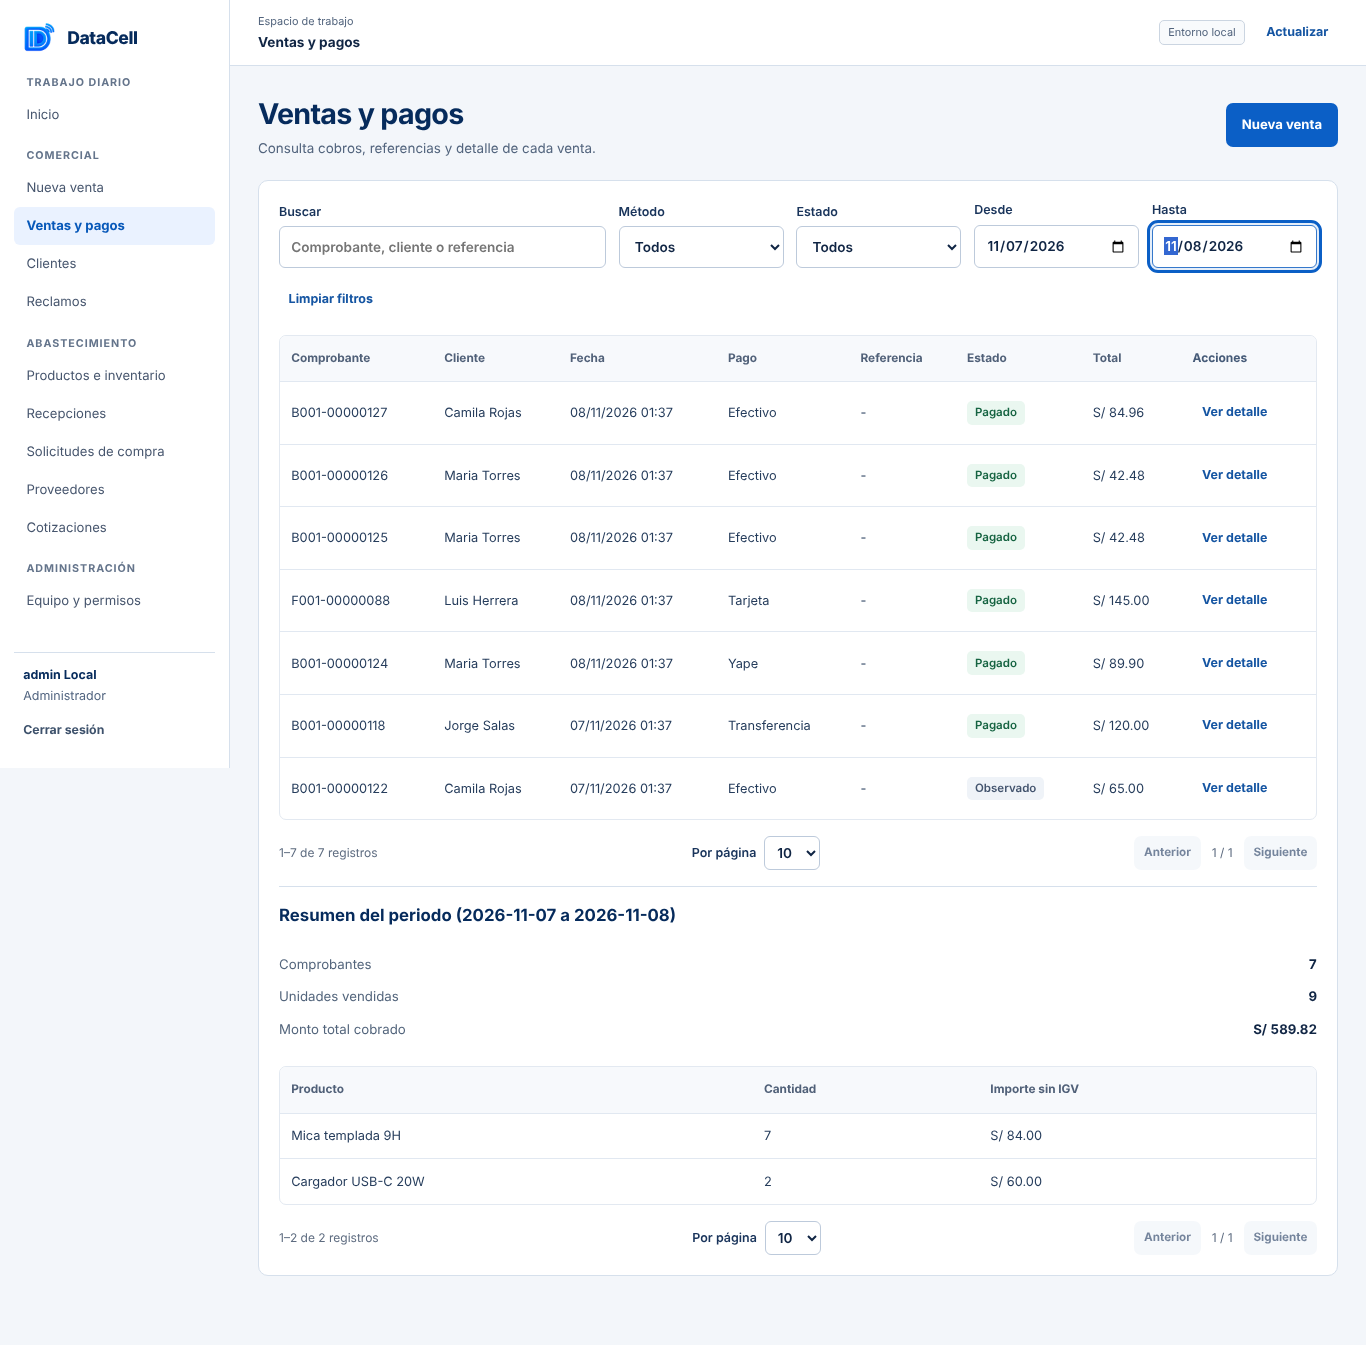 DataCell
TRABAJO DIARIO
Inicio
COMERCIAL
Nueva venta
Ventas y pagos
Clientes
Reclamos
ABASTECIMIENTO
Productos e inventario
Recepciones
Solicitudes de compra
Proveedores
Cotizaciones
ADMINISTRACIÓN
Equipo y permisos
admin Local
Administrador
Cerrar sesión
Espacio de trabajo
Ventas y pagos
Entorno local
Actualizar
Ventas y pagos
Consulta cobros, referencias y detalle de cada venta.
Nueva venta
Buscar Método Estado Desde Hasta
Comprobante, cliente o referencia Todos Todos 11/07/2026 11/08/2026
Limpiar filtros
Comprobante Cliente Fecha Pago Referencia Estado Total Acciones
B001-00000127 Camila Rojas 08/11/2026 01:37 Efectivo - Pagado S/ 84.96 Ver detalle
B001-00000126 Maria Torres 08/11/2026 01:37 Efectivo - Pagado S/ 42.48 Ver detalle
B001-00000125 Maria Torres 08/11/2026 01:37 Efectivo - Pagado S/ 42.48 Ver detalle
F001-00000088 Luis Herrera 08/11/2026 01:37 Tarjeta - Pagado S/ 145.00 Ver detalle
B001-00000124 Maria Torres 08/11/2026 01:37 Yape - Pagado S/ 89.90 Ver detalle
B001-00000118 Jorge Salas 07/11/2026 01:37 Transferencia - Pagado S/ 120.00 Ver detalle
B001-00000122 Camila Rojas 07/11/2026 01:37 Efectivo - Observado S/ 65.00 Ver detalle
1–7 de 7 registros Por página 10 Anterior 1 / 1 Siguiente
Resumen del periodo (2026-11-07 a 2026-11-08)
Comprobantes 7
Unidades vendidas 9
Monto total cobrado S/ 589.82
Producto Cantidad Importe sin IGV
Mica templada 9H 7 S/ 84.00
Cargador USB-C 20W 2 S/ 60.00
1–2 de 2 registros Por página 10 Anterior 1 / 1 Siguiente